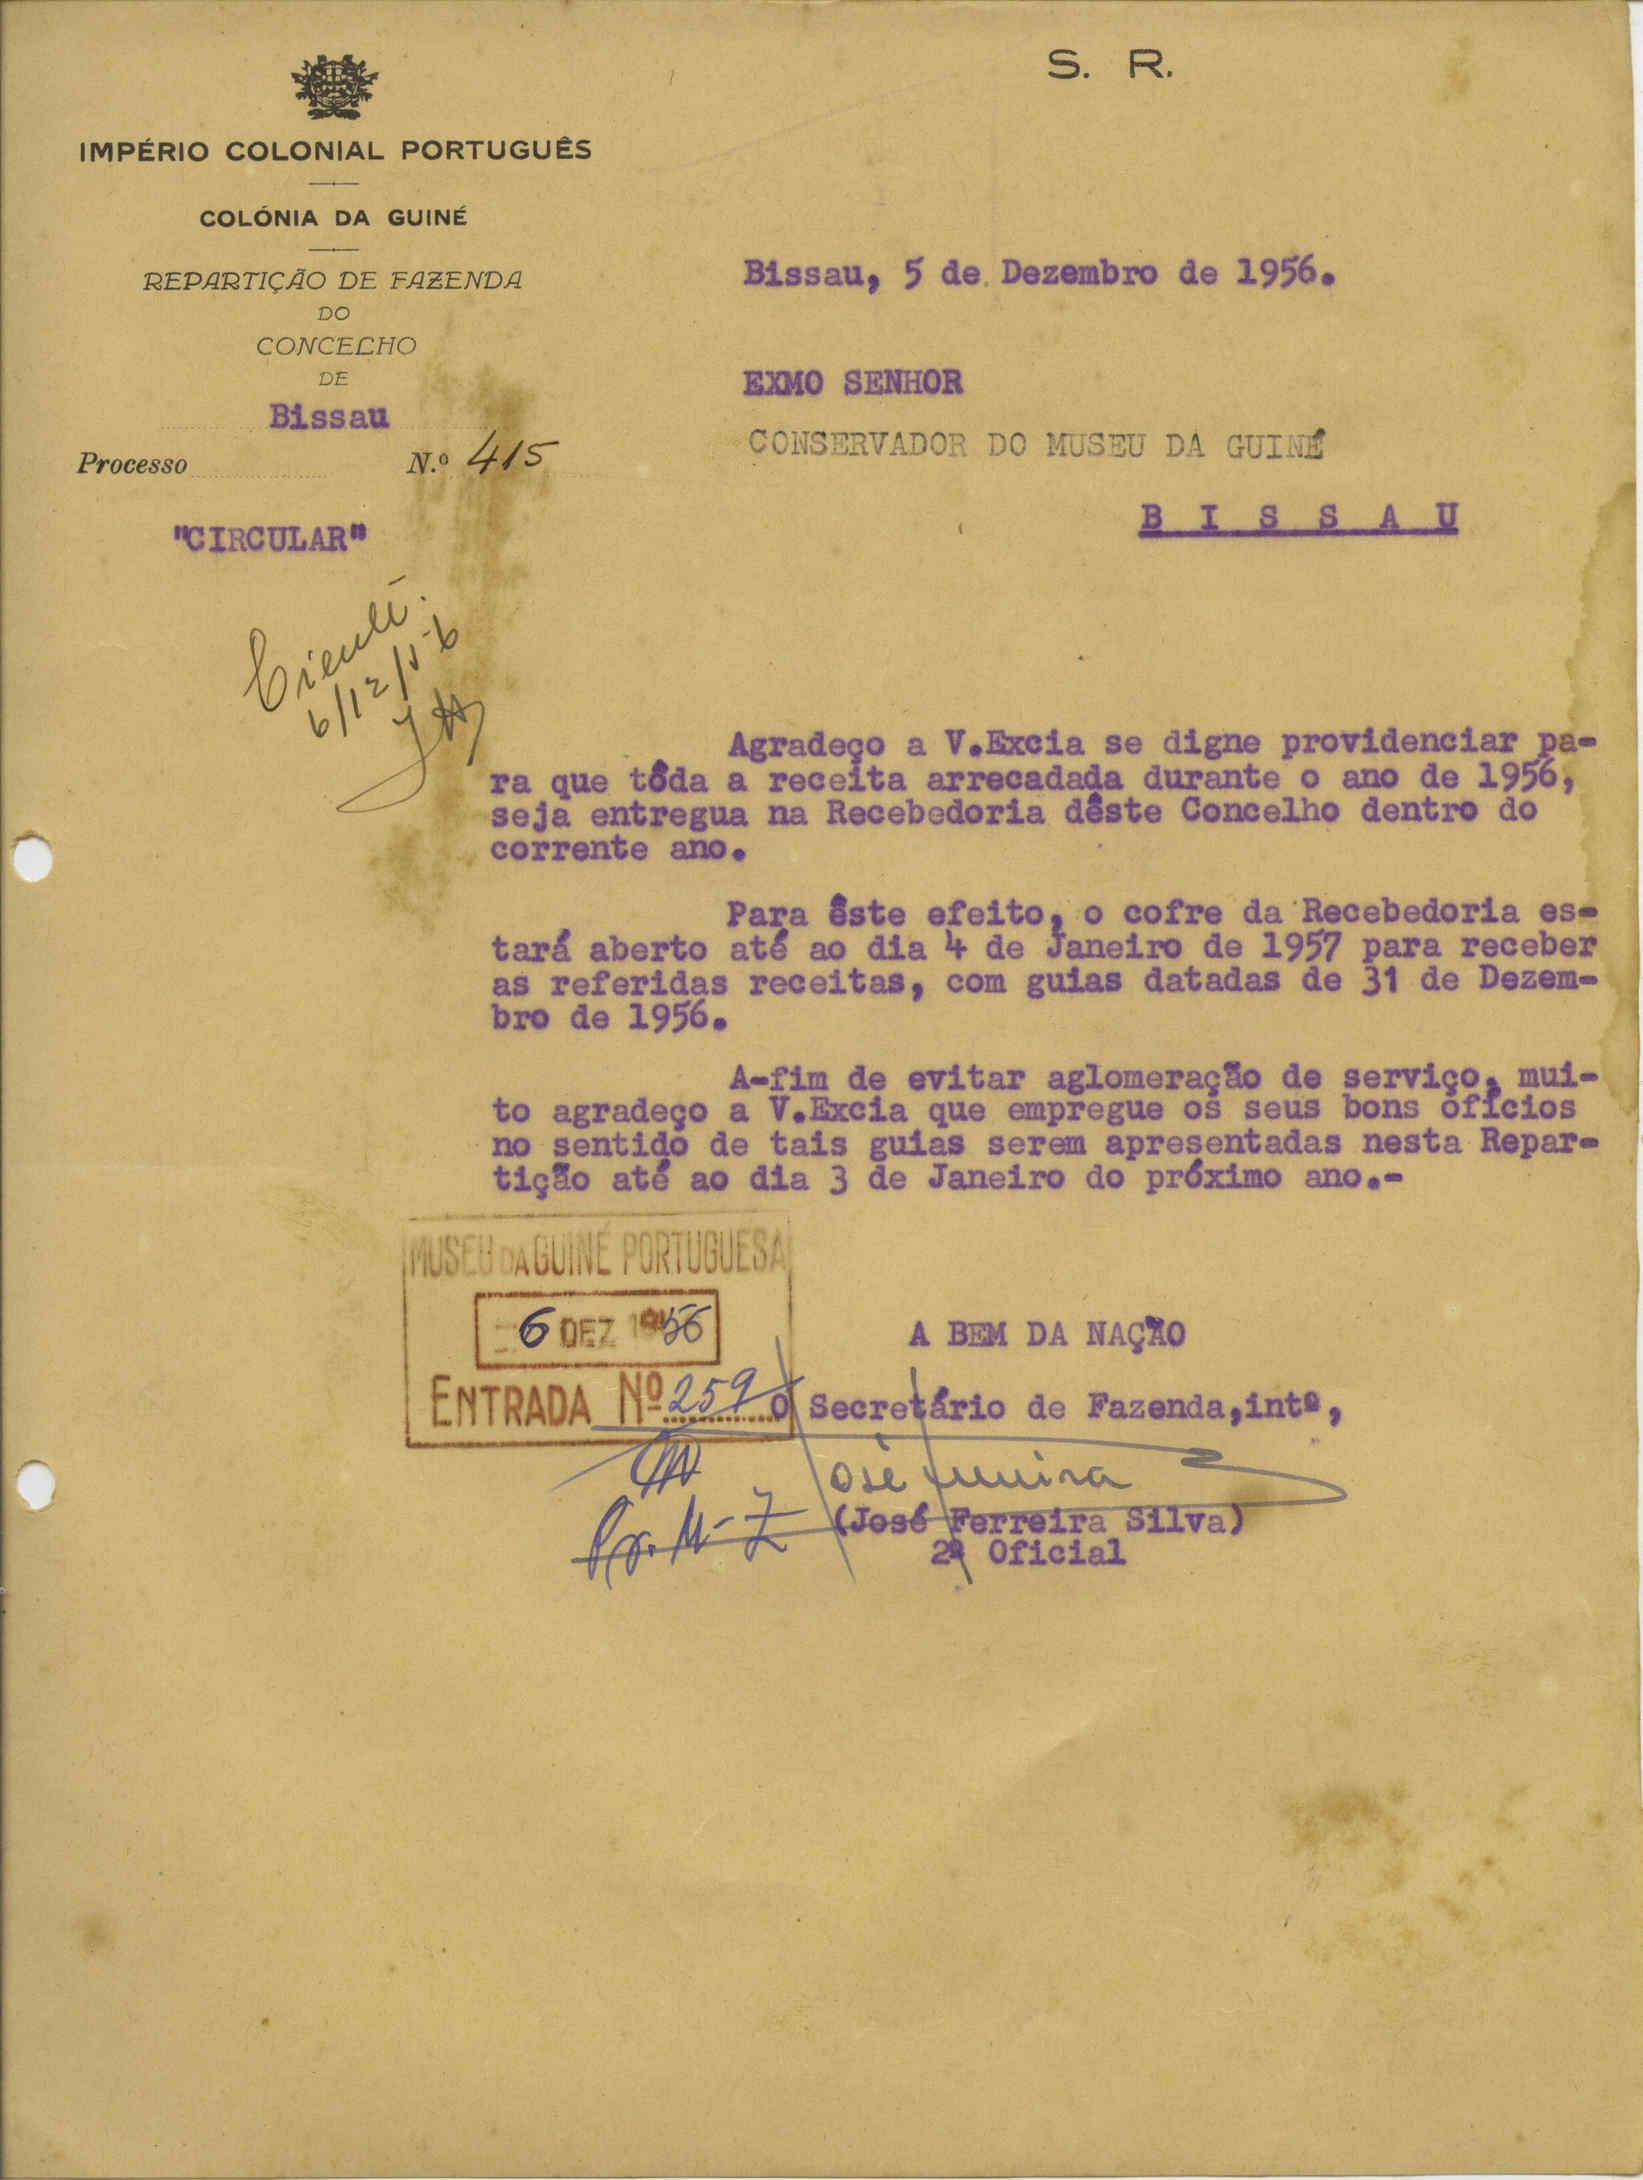 S. R.
IMPÉRIO COLONIAL PORTUGUÊS
COLÓNIA DA GUINÉ
REPARTIÇÃO DE FAZENDA
DO
CONCELHO
DE
Bissau
Processo N.º 415
"CIRCULAR"
Bissau, 5 de Dezembro de 1956.
EXMO SENHOR
CONSERVADOR DO MUSEU DA GUINÉ
B I S S A U
6/12/56
Agradeço a V.Excia se digne providenciar pa-
ra que tôda a receita arrecadada durante o ano de 1956,
seja entregua na Recebedoria dêste Concelho dentro do
corrente ano.
Para êste efeito, o cofre da Recebedoria es-
tará aberto até ao dia 4 de Janeiro de 1957 para receber
as referidas receitas, com guias datadas de 31 de Dezem-
bro de 1956.
A-fim de evitar aglomeração de serviço, mui-
to agradeço a V.Excia que empregue os seus bons ofícios
no sentido de tais guias serem apresentadas nesta Repar-
tição até ao dia 3 de Janeiro do próximo ano.-
MUSEU DA GUINÉ PORTUGUESA
6 DEZ 1956
ENTRADA Nº 259
A BEM DA NAÇÃO
O Secretário de Fazenda,intº,
(José Ferreira Silva)
2º Oficial